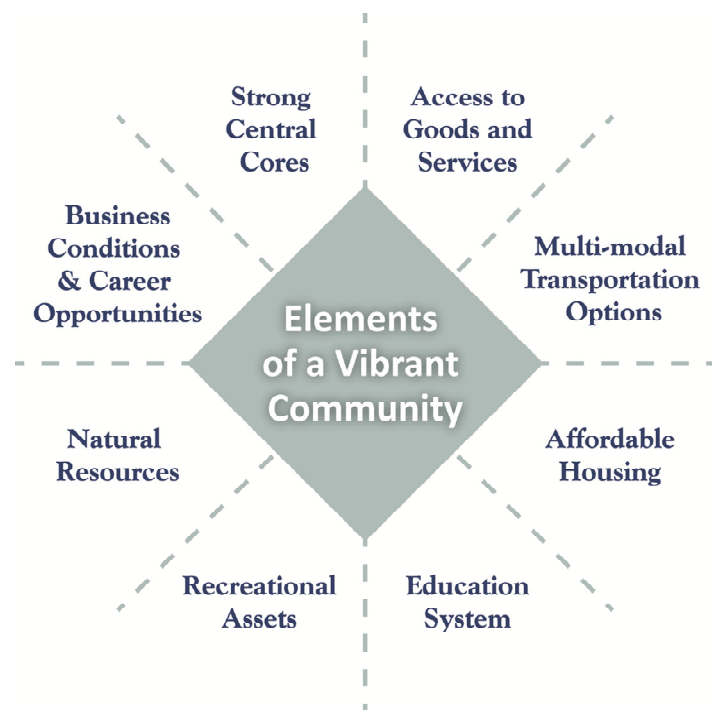 Strong
Central
Cores
Access to
Goods and
Services
Business
Conditions
& Career
Opportunities
Multi-modal
Transportation
Options
Elements
of a Vibrant
Community
Natural
Resources
Affordable
Housing
Recreational
Assets
Education
System